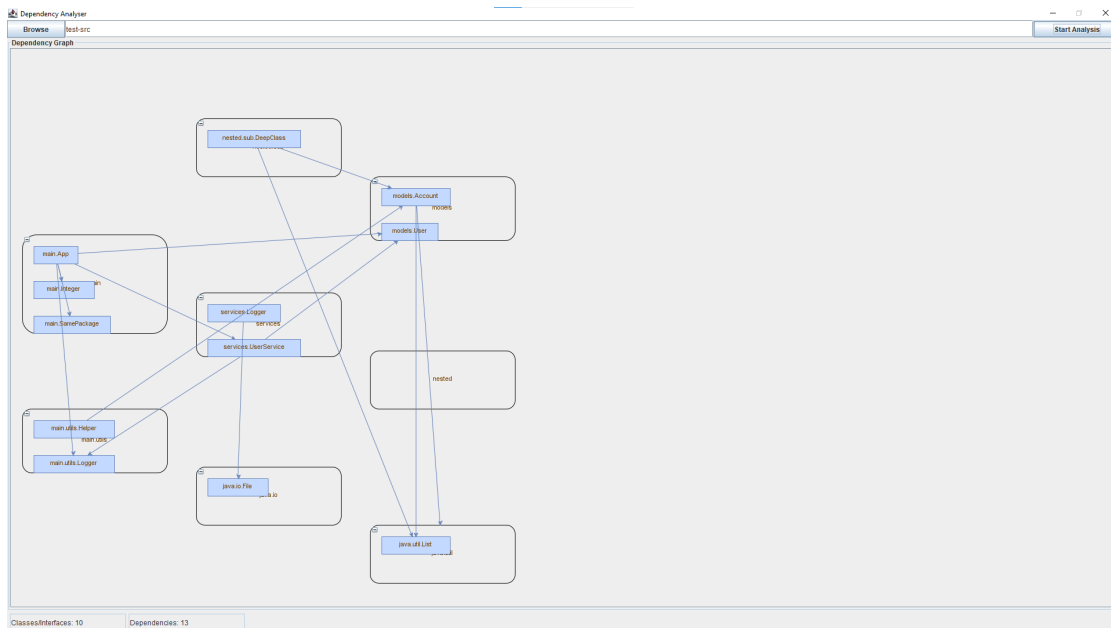 Dependency Analyser
Browse
test-src
Start Analysis
Dependency Graph
nested.sub.DeepClass
models.Account
models
models.User
main.App
main.Integer
main.SamePackage
services.Logger
services
services.UserService
nested
main.utils.Helper
main.utils
main.utils.Logger
java.io.File
java.io
java.util.List
Classes/Interfaces: 10
Dependencies: 13